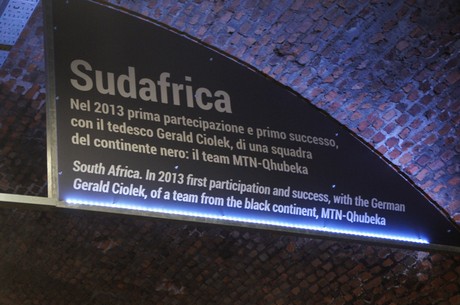 Sudafrica
Nel 2013 prima partecipazione e primo successo,
con il tedesco Gerald Ciolek, di una squadra
del continente nero: il team MTN-Qhubeka
South Africa. In 2013 first participation and success, with the German
Gerald Ciolek, of a team from the black continent, MTN-Qhubeka